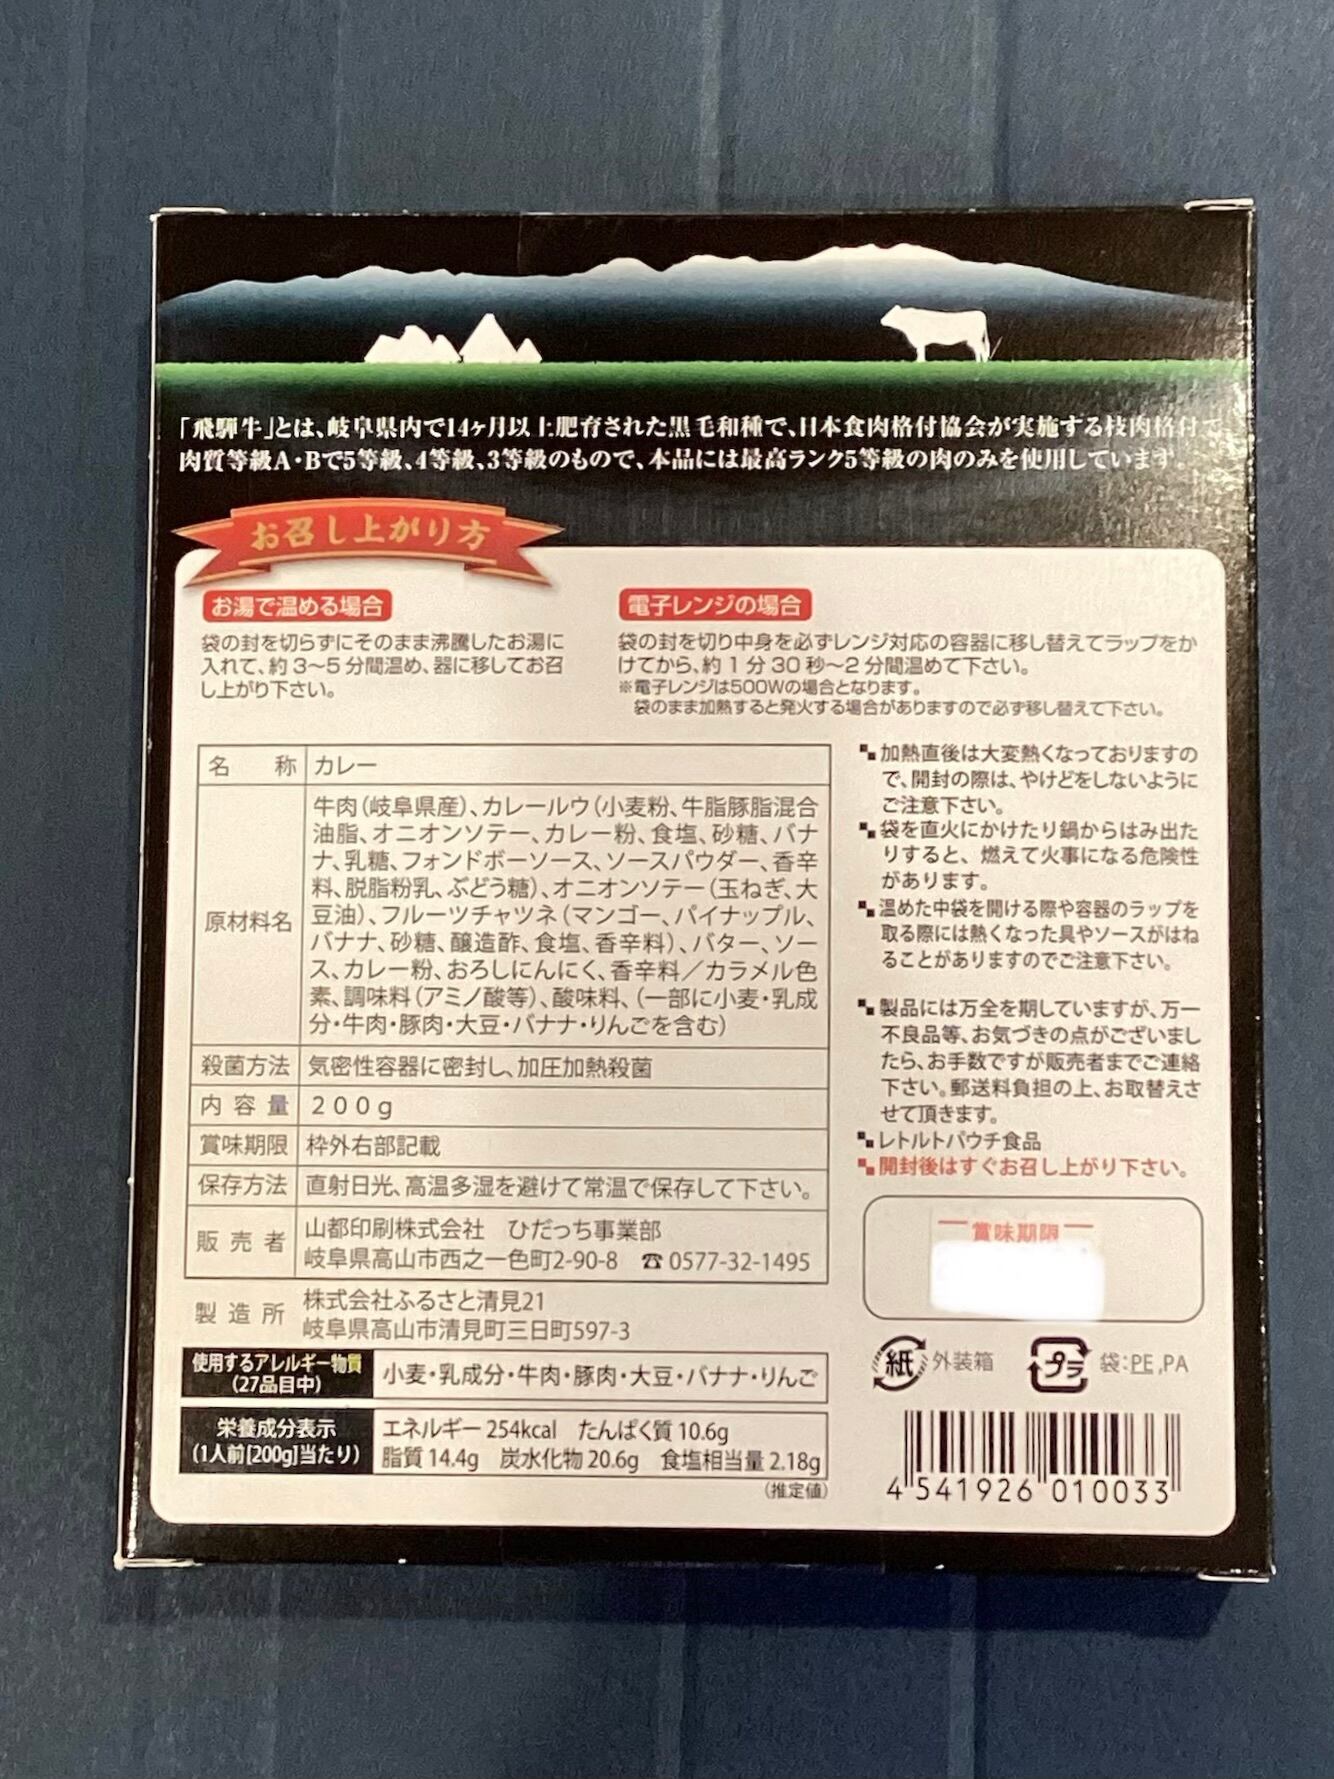 「飛騨牛」とは、岐阜県内で14ヶ月以上肥育された黒毛和種で、日本食肉格付協会が実施する枝肉格付で
肉質等級A・Bで5等級、4等級、3等級のもので、本品には最高ランク5等級の肉のみを使用しています。
お召し上がり方
お湯で温める場合
袋の封を切らずにそのまま沸騰したお湯に
入れて、約3〜5分間温め、器に移してお召
し上がり下さい。
電子レンジの場合
袋の封を切り中身を必ずレンジ対応の容器に移し替えてラップをか
けてから、約1分30秒〜2分間温めて下さい。
※電子レンジは500Wの場合となります。
袋のまま加熱すると発火する場合がありますので必ず移し替えて下さい。
名 称 カレー
原材料名
牛肉(岐阜県産)、カレールウ(小麦粉、牛脂豚脂混合
油脂、オニオンソテー、カレー粉、食塩、砂糖、バナ
ナ、乳糖、フォンドボーソース、ソースパウダー、香辛
料、脱脂粉乳、ぶどう糖)、オニオンソテー(玉ねぎ、大
豆油)、フルーツチャツネ(マンゴー、パイナップル、
バナナ、砂糖、醸造酢、食塩、香辛料)、バター、ソー
ス、カレー粉、おろしにんにく、香辛料／カラメル色
素、調味料(アミノ酸等)、酸味料、(一部に小麦・乳成
分・牛肉・豚肉・大豆・バナナ・りんごを含む)
殺菌方法 気密性容器に密封し、加圧加熱殺菌
内容量 200g
賞味期限 枠外右部記載
保存方法 直射日光、高温多湿を避けて常温で保存して下さい。
販売者
山都印刷株式会社 ひだっち事業部
岐阜県高山市西之一色町2-90-8 ☎0577-32-1495
製造所
株式会社ふるさと清見21
岐阜県高山市清見町三日町597-3
使用するアレルギー物質
(27品目中)
小麦・乳成分・牛肉・豚肉・大豆・バナナ・りんご
栄養成分表示
(1人前[200g]当たり)
エネルギー 254kcal たんぱく質 10.6g
脂質 14.4g 炭水化物 20.6g 食塩相当量 2.18g
(推定値)
加熱直後は大変熱くなっておりますの
で、開封の際は、やけどをしないように
ご注意下さい。
袋を直火にかけたり鍋からはみ出た
りすると、燃えて火事になる危険性
があります。
温めた中袋を開ける際や容器のラップを
取る際には熱くなった具やソースがはね
ることがありますのでご注意下さい。
製品には万全を期していますが、万一
不良品等、お気づきの点がございまし
たら、お手数ですが販売者までご連絡
下さい。郵送料負担の上、お取替えさ
せて頂きます。
レトルトパウチ食品
開封後はすぐお召し上がり下さい。
賞味期限
紙 外装箱 プラ 袋:PE,PA
4 541926 010033